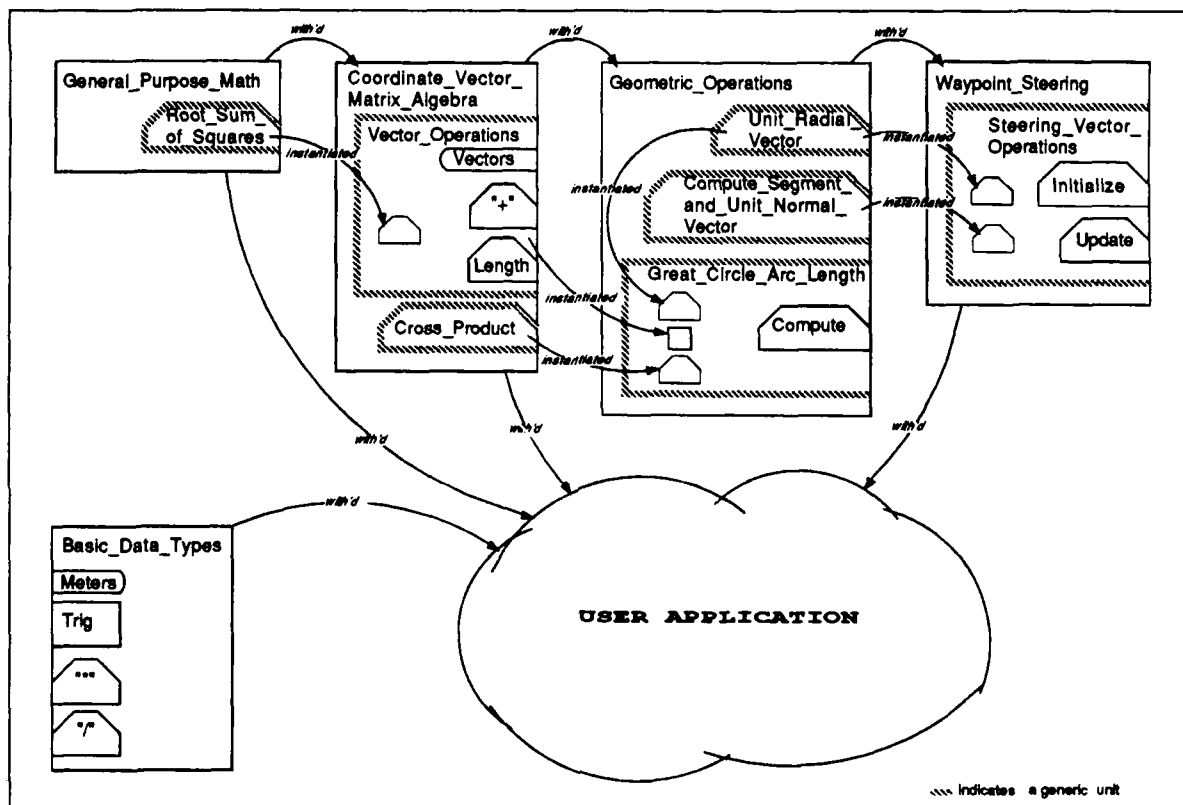 with'd
with'd
with'd
General_Purpose_Math
Root_Sum_
of_Squares
instantiated
Coordinate_Vector_
Matrix_Algebra
Vector_Operations
Vectors
"+"
Length
Cross_Product
instantiated
instantiated
Geometric_Operations
Unit_Radial_
Vector
instantiated
instantiated
Compute_Segment_
and_Unit_Normal_
Vector
instantiated
Great_Circle_Arc_Length
Compute
Waypoint_Steering
Steering_Vector_
Operations
Initialize
Update
with'd
with'd
with'd
with'd
Basic_Data_Types
Meters
Trig
"*"
"/"
USER APPLICATION
Indicates a generic unit